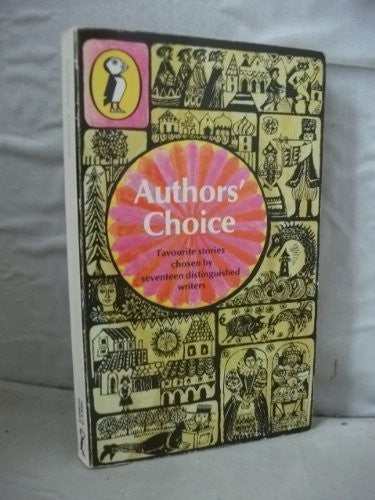 Authors'
Choice
Favourite stories
chosen by
seventeen distinguished
writers